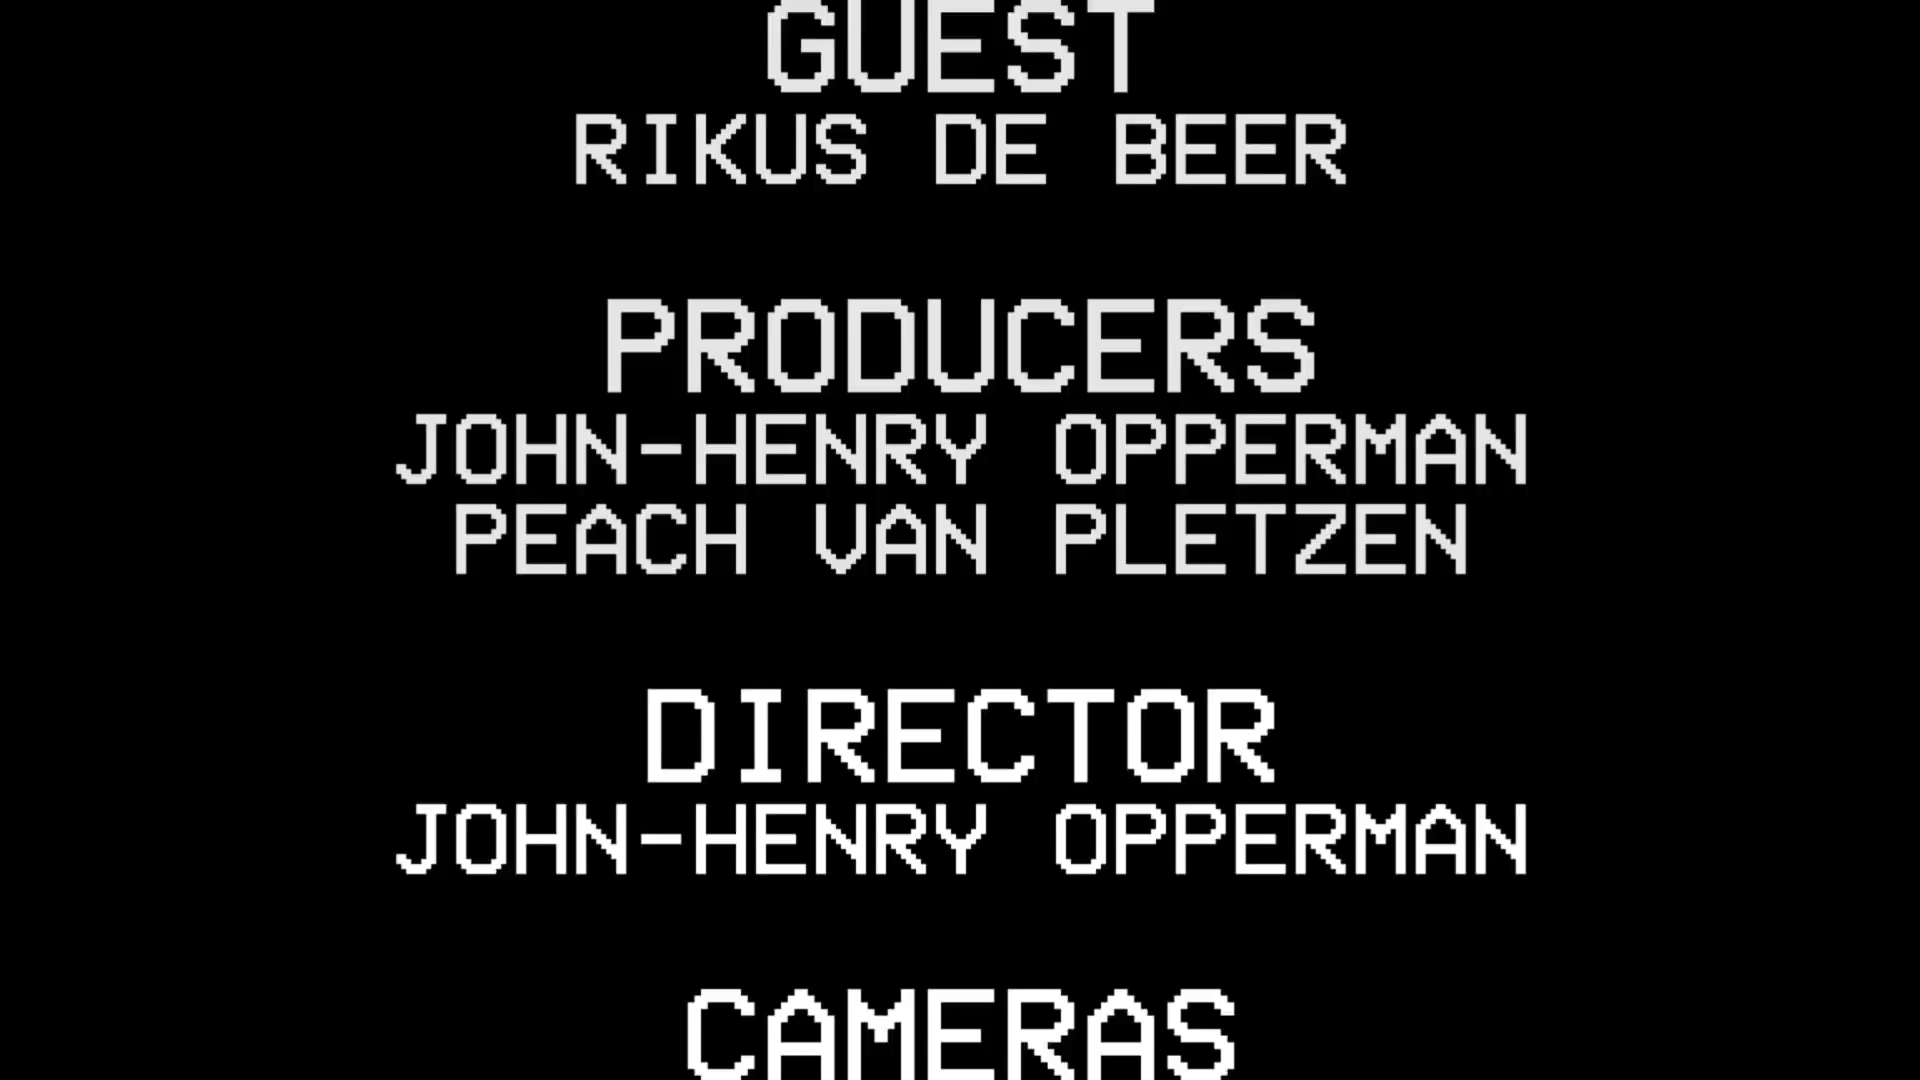 GUEST
RIKUS DE BEER
PRODUCERS
JOHN-HENRY OPPERMAN
PEACH VAN PLETZEN
DIRECTOR
JOHN-HENRY OPPERMAN
CAMERAS